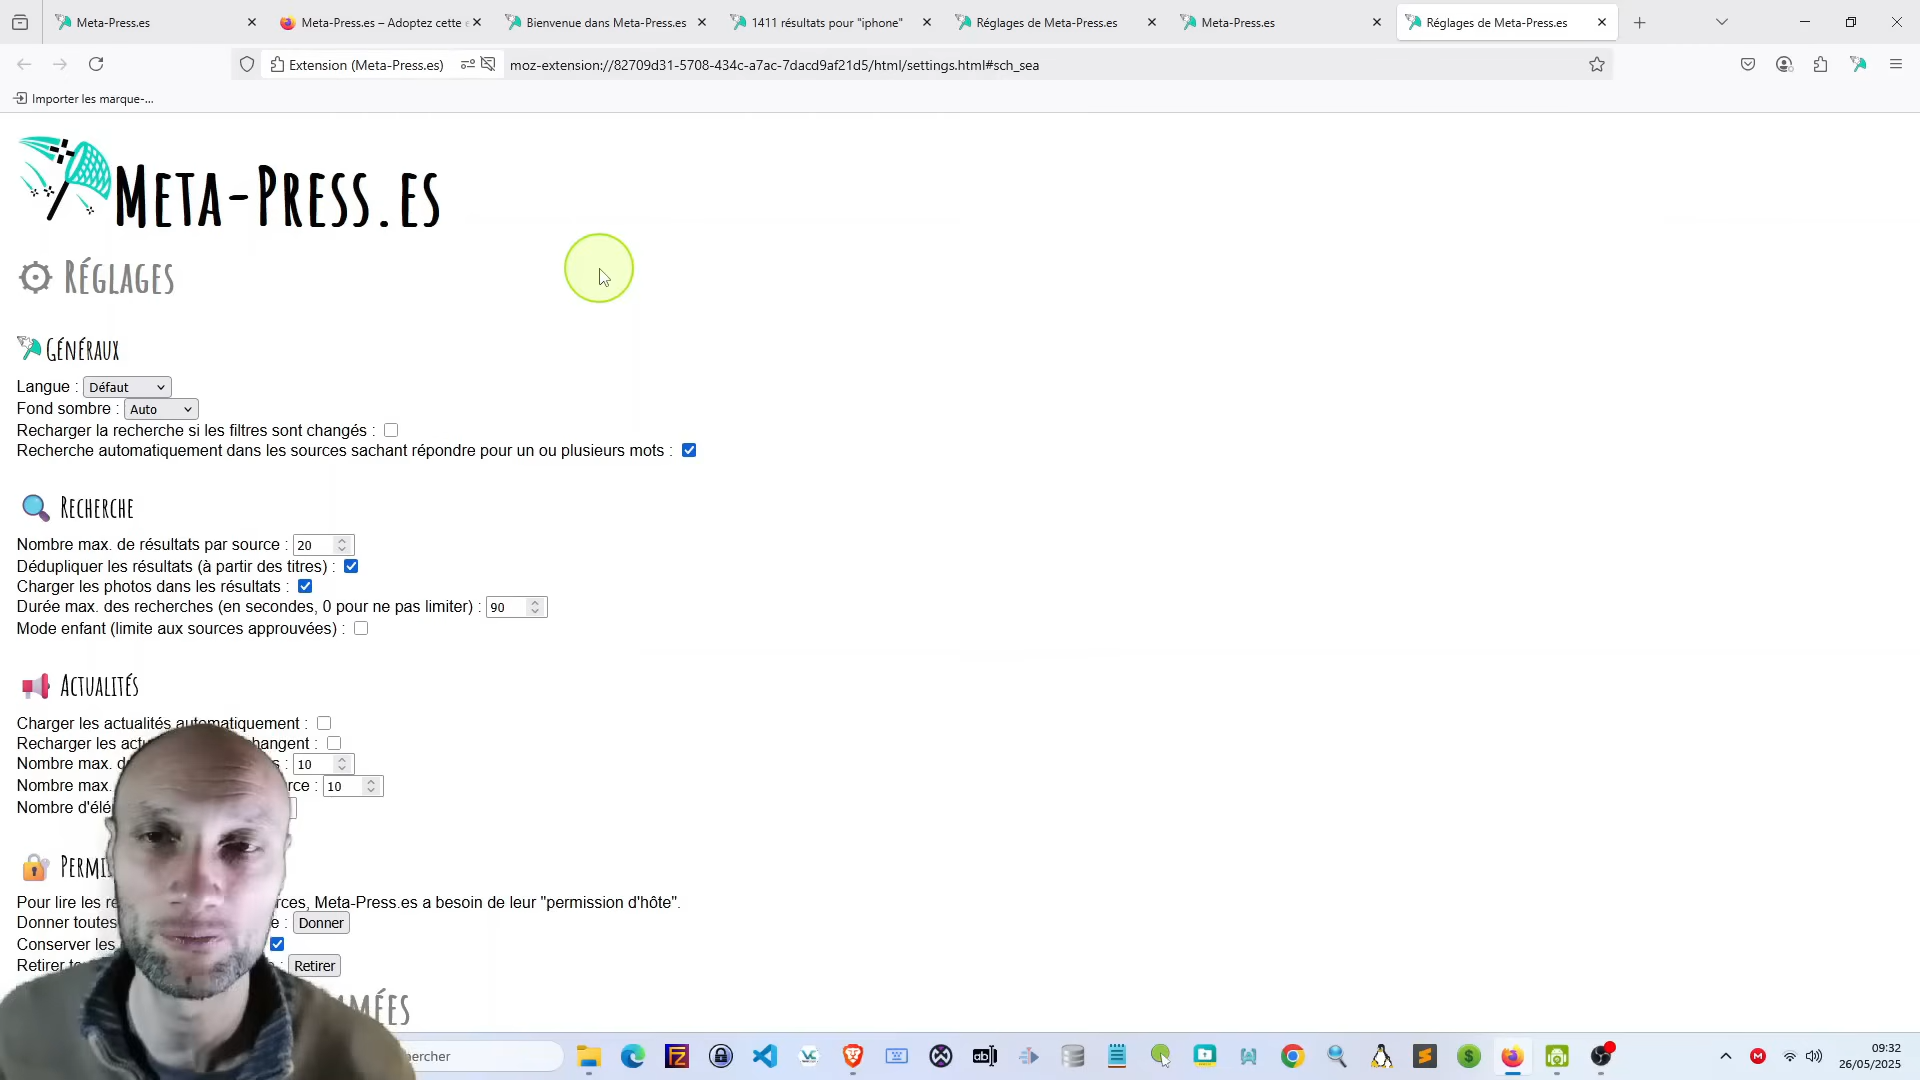 Meta-Press.es
Meta-Press.es – Adoptez cette e
Bienvenue dans Meta-Press.es
1411 résultats pour "iphone"
Réglages de Meta-Press.es
Meta-Press.es
Réglages de Meta-Press.es
Extension (Meta-Press.es)
moz-extension://82709d31-5708-434c-a7ac-7dacd9af21d5/html/settings.html#sch_sea
Importer les marque-...
Meta-Press.es
Réglages
Généraux
Langue : Défaut
Fond sombre : Auto
Recharger la recherche si les filtres sont changés :
Recherche automatiquement dans les sources sachant répondre pour un ou plusieurs mots :
Recherche
Nombre max. de résultats par source : 20
Dédupliquer les résultats (à partir des titres) :
Charger les photos dans les résultats :
Durée max. des recherches (en secondes, 0 pour ne pas limiter) : 90
Mode enfant (limite aux sources approuvées) :
Actualités
Charger les actualités automatiquement :
Recharger les changent :
Nombre max. : 10
Nombre max. : 10
Nombre
Pour lire les Meta-Press.es a besoin de leur "permission d'hôte".
Donner toutes : Donner
Conserver les
Retirer : Retirer
09:32
26/05/2025